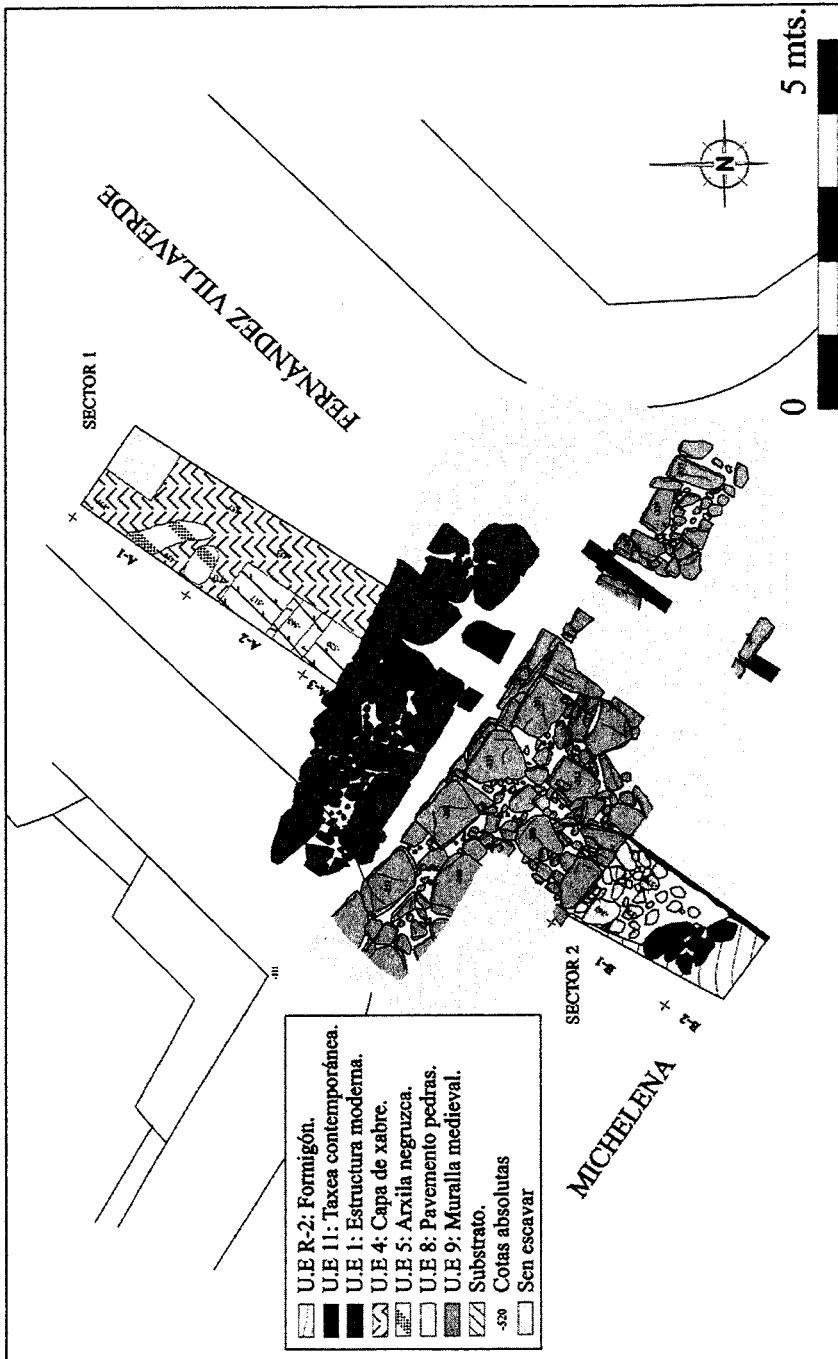 SECTOR 1
FERNÁNDEZ VILLAVERDE
A-1
A-2
A-3
SECTOR 2
B-1
B-2
MICHELENA
U.E R-2: Formigón.
U.E 11: Taxea contemporánea.
U.E 1: Estructura moderna.
U.E 4: Capa de xabre.
U.E 5: Arxila negruzca.
U.E 8: Pavemento pedras.
U.E 9: Muralla medieval.
Substrato.
-520 Cotas absolutas
Sen escavar
N
0 5 mts.